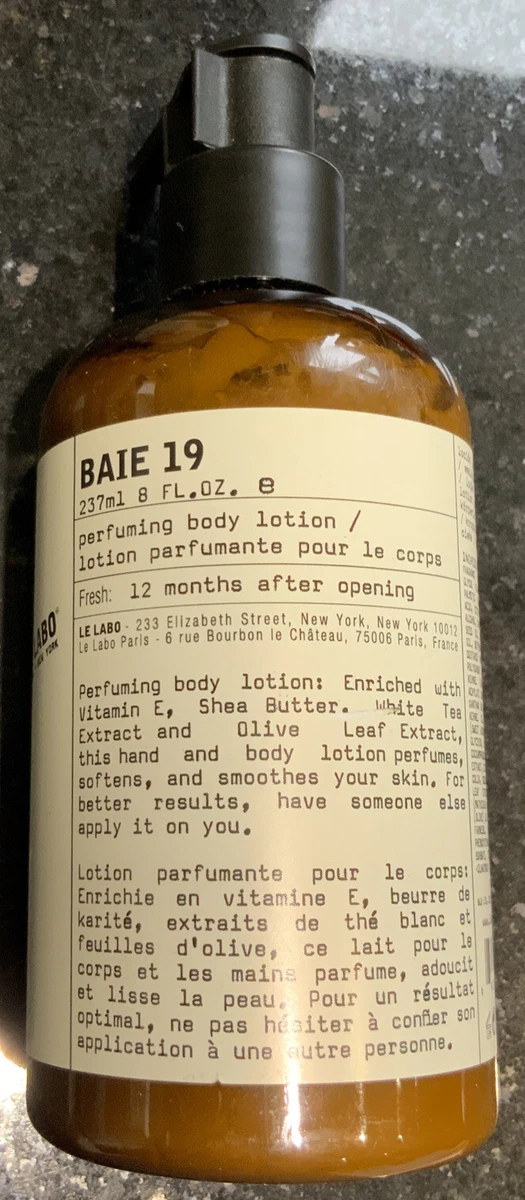 BAIE 19
237ml 8 FL.OZ. ℮
perfuming body lotion /
lotion parfumante pour le corps
Fresh: 12 months after opening
LE LABO - 233 Elizabeth Street, New York, New York 10012
Le Labo Paris - 6 rue Bourbon le Château, 75006 Paris, France
Perfuming body lotion: Enriched with
Vitamin E, Shea Butter. White Tea
Extract and Olive Leaf Extract,
this hand and body lotion perfumes,
softens, and smoothes your skin. For
better results, have someone else
apply it on you.
Lotion parfumante pour le corps:
Enrichie en vitamine E, beurre de
karité, extraits de thé blanc et
feuilles d'olive, ce lait pour le
corps et les mains parfume, adoucit
et lisse la peau. Pour un résultat
optimal, ne pas hésiter à confier son
application à une autre personne.
ABO
YORK